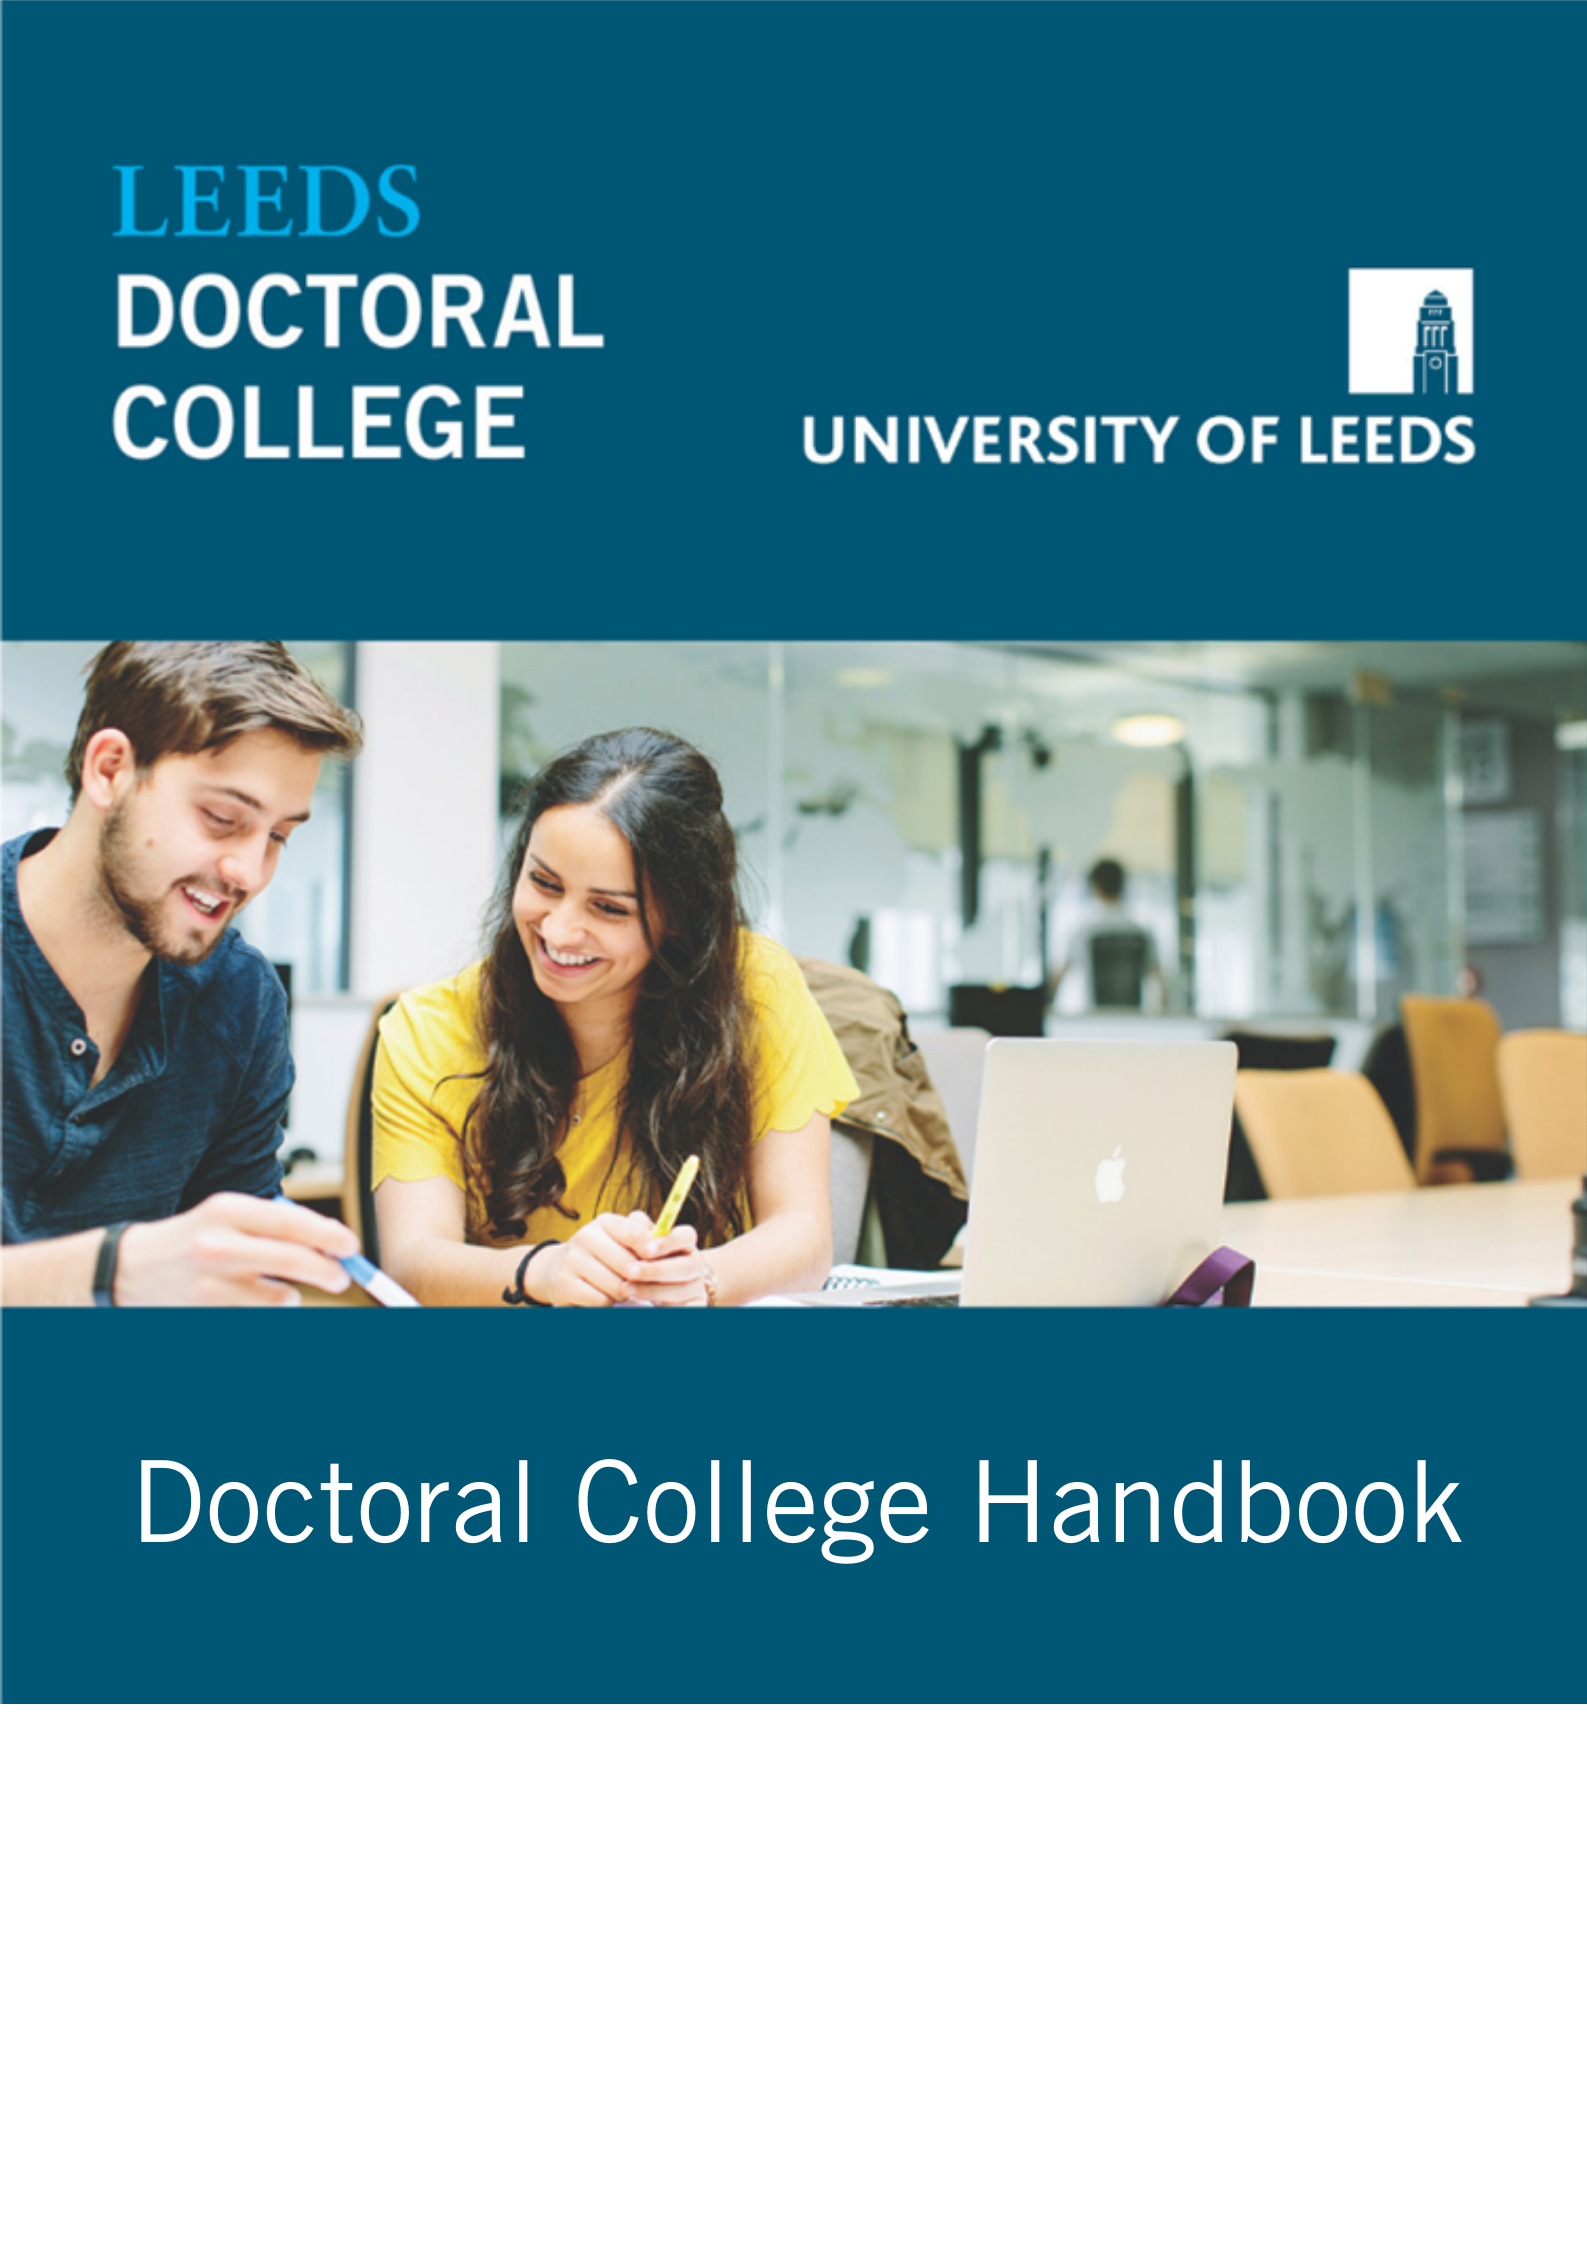 LEEDS
DOCTORAL
COLLEGE
UNIVERSITY OF LEEDS
Doctoral College Handbook